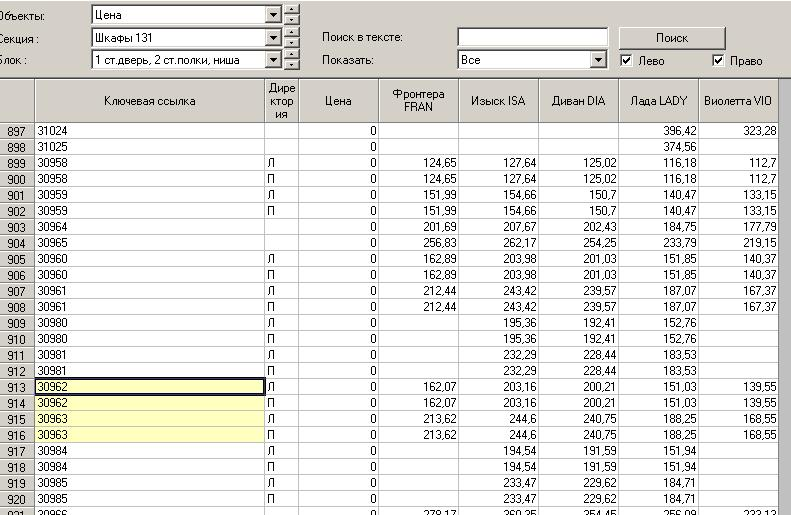 Объекты: Цена
Секция : Шкафы 131 Поиск в тексте: Поиск
Блок : 1 ст.дверь, 2 ст.полки, ниша Показать: Все Лево Право
Ключевая ссылка Дире ктор ия Цена Фронтера FRAN Изыск ISA Диван DIA Лада LADY Виолетта VIO
897 31024 0 396,42 323,28
898 31025 0 374,56
899 30958 Л 0 124,65 127,64 125,02 116,18 112,7
900 30958 П 0 124,65 127,64 125,02 116,18 112,7
901 30959 Л 0 151,99 154,66 150,7 140,47 133,15
902 30959 П 0 151,99 154,66 150,7 140,47 133,15
903 30964 0 201,69 207,67 202,43 184,75 177,79
904 30965 0 256,83 262,17 254,25 233,79 219,15
905 30960 Л 0 162,89 203,98 201,03 151,85 140,37
906 30960 П 0 162,89 203,98 201,03 151,85 140,37
907 30961 Л 0 212,44 243,42 239,57 187,07 167,37
908 30961 П 0 212,44 243,42 239,57 187,07 167,37
909 30980 Л 0 195,36 192,41 152,76
910 30980 П 0 195,36 192,41 152,76
911 30981 Л 0 232,29 228,44 183,53
912 30981 П 0 232,29 228,44 183,53
913 30962 Л 0 162,07 203,16 200,21 151,03 139,55
914 30962 П 0 162,07 203,16 200,21 151,03 139,55
915 30963 Л 0 213,62 244,6 240,75 188,25 168,55
916 30963 П 0 213,62 244,6 240,75 188,25 168,55
917 30984 Л 0 194,54 191,59 151,94
918 30984 П 0 194,54 191,59 151,94
919 30985 Л 0 233,47 229,62 184,71
920 30985 П 0 233,47 229,62 184,71
921 30966 0 278,17 360,35 354,45 256,09 233,13